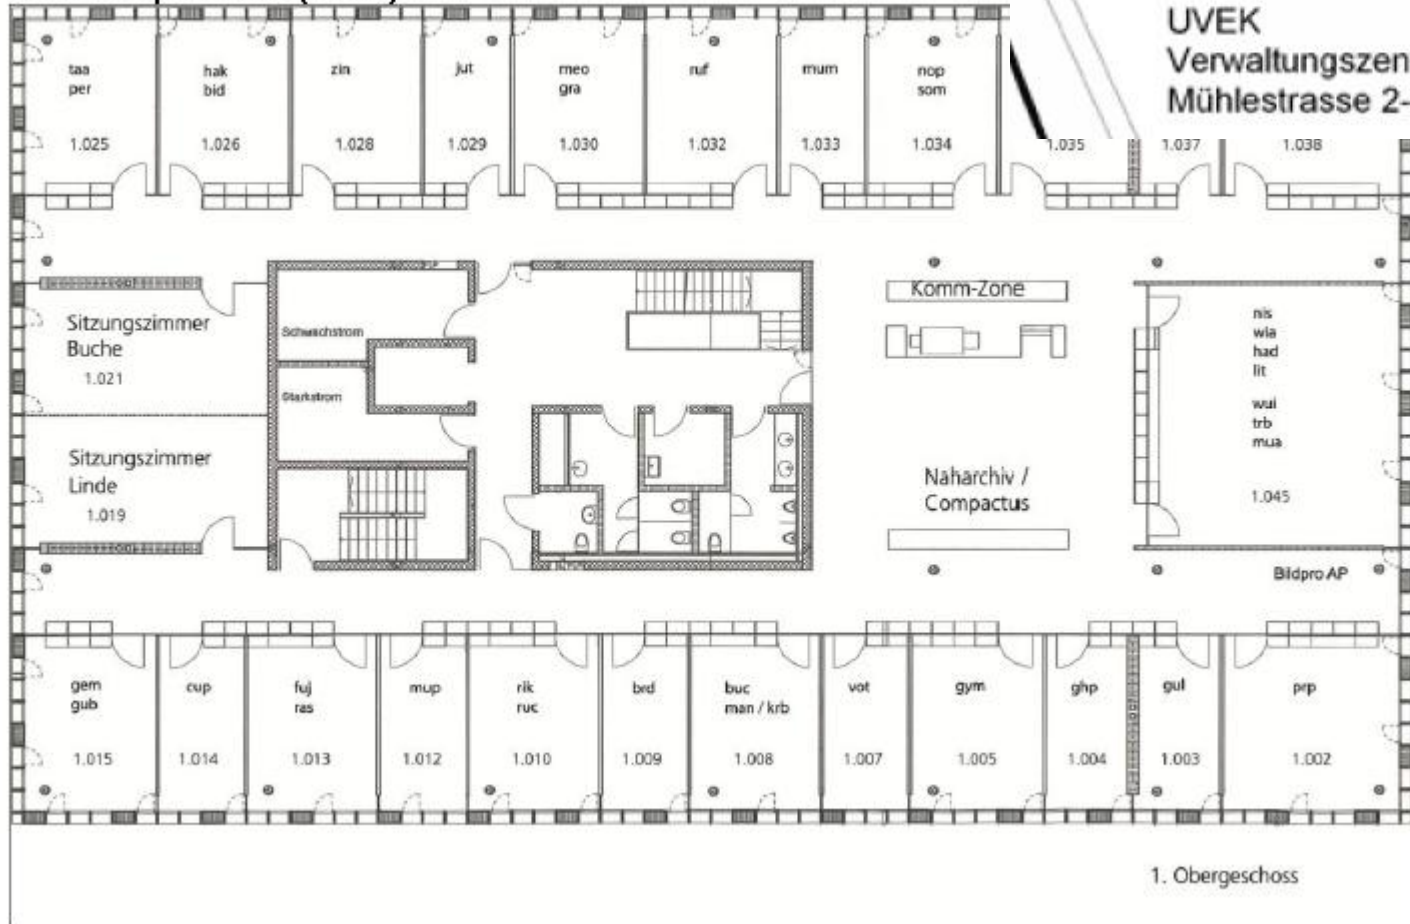 UVEK
Verwaltungszen
Mühlestrasse 2-
taa
per
1.025
hak
bid
1.026
zin
1.028
jut
1.029
meo
gra
1.030
ruf
1.032
mum
1.033
nop
som
1.034
1.035
1.037
1.038
Sitzungszimmer
Buche
1.021
Schwachstrom
Starkstrom
Sitzungszimmer
Linde
1.019
Komm-Zone
Naharchiv /
Compactus
nis
wia
had
lit
wui
trb
mua
1.045
Bildpro AP
gem
gub
1.015
cup
1.014
fuj
ras
1.013
mup
1.012
rik
ruc
1.010
brd
1.009
buc
man / krb
1.008
vot
1.007
gym
1.005
ghp
1.004
gul
1.003
prp
1.002
1. Obergeschoss